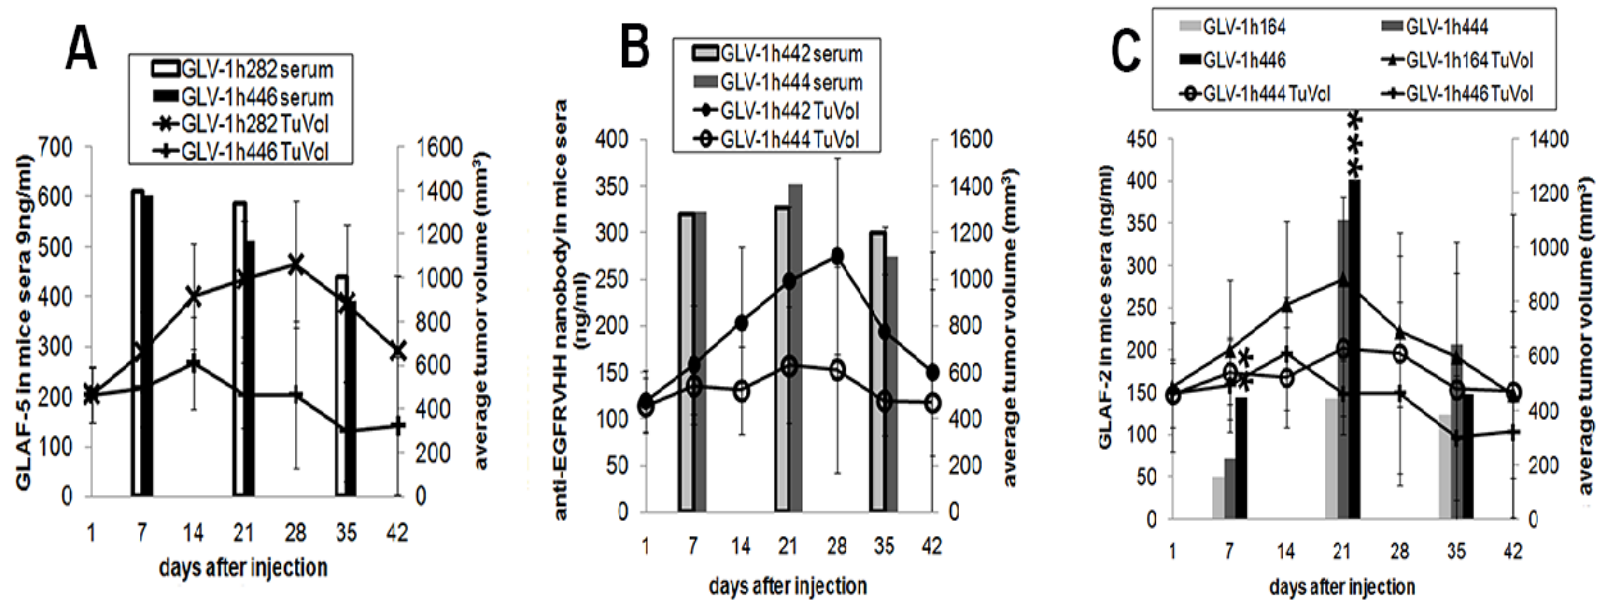 A
GLV-1h282 serum
GLV-1h446 serum
GLV-1h282 TuVol
GLV-1h446 TuVol
GLAF-5 in mice sera 9ng/ml)
700
600
500
400
300
200
100
0
1600
1400
1200
1000
800
600
400
200
0
average tumor volume (mm³)
1 7 14 21 28 35 42
days after injection
B
GLV-1h442 serum
GLV-1h444 serum
GLV-1h442 TuVol
GLV-1h444 TuVol
anti-EGFRVHH nanobody in mice sera
(ng/ml)
400
350
300
250
200
150
100
50
0
1600
1400
1200
1000
800
600
400
200
0
average tumor volume (mm³)
1 7 14 21 28 35 42
days after injection
C
GLV-1h164 GLV-1h444
GLV-1h446 GLV-1h164 TuVol
GLV-1h444 TuVol GLV-1h446 TuVol
GLAF-2 in mice sera (ng/ml)
450
400
350
300
250
200
150
100
50
0
***
**
1400
1200
1000
800
600
400
200
0
average tumor volume (mm³)
1 7 14 21 28 35 42
days after injection